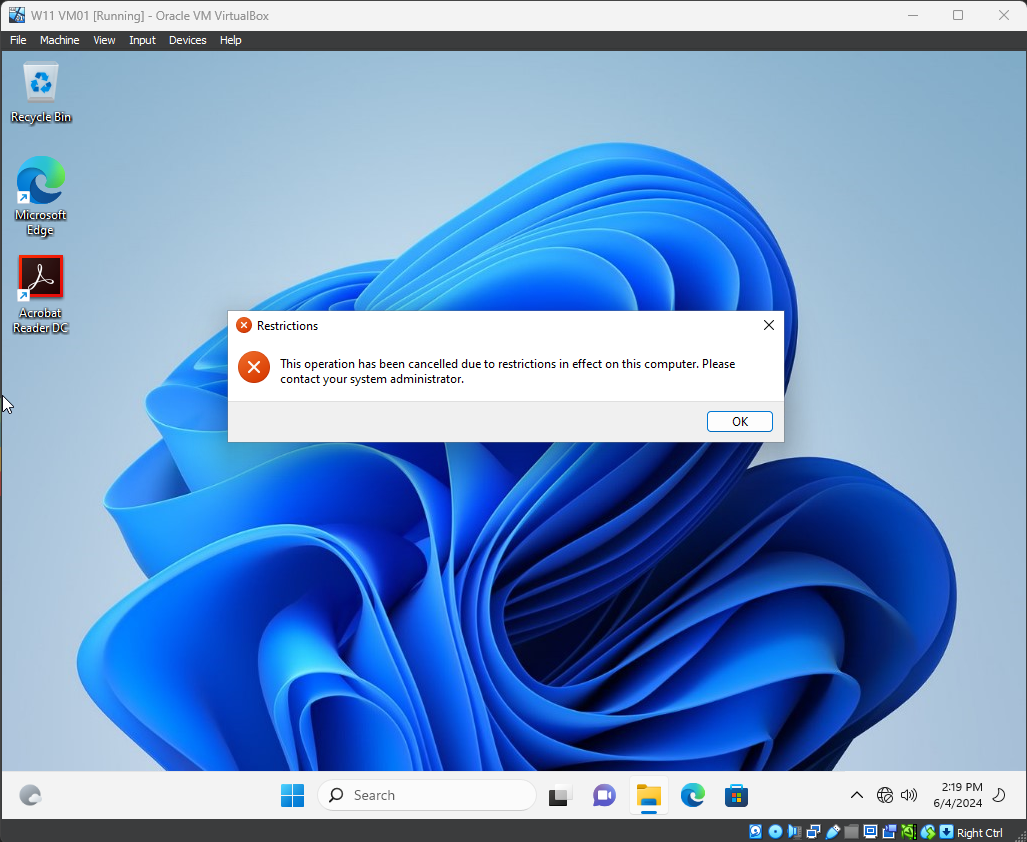 W11 VM01 [Running] - Oracle VM VirtualBox
File Machine View Input Devices Help
Recycle Bin
Microsoft
Edge
Acrobat
Reader DC
Restrictions
This operation has been cancelled due to restrictions in effect on this computer. Please
contact your system administrator.
OK
Search
2:19 PM
6/4/2024
Right Ctrl